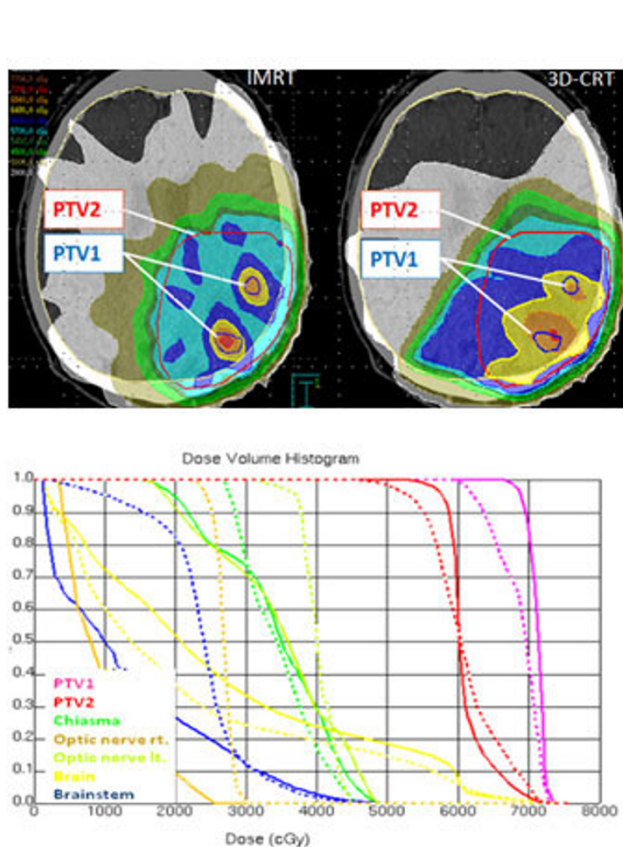 IMRT
3D-CRT
PTV2
PTV1
PTV2
PTV1
Dose Volume Histogram
1.0
0.9
0.8
0.7
0.6
0.5
0.4
0.3
0.2
0.1
0.0
PTV1
PTV2
Chiasma
Optic nerve rt.
Optic nerve lt.
Brain
Brainstem
0 1000 2000 3000 4000 5000 6000 7000 8000
Dose (cGy)